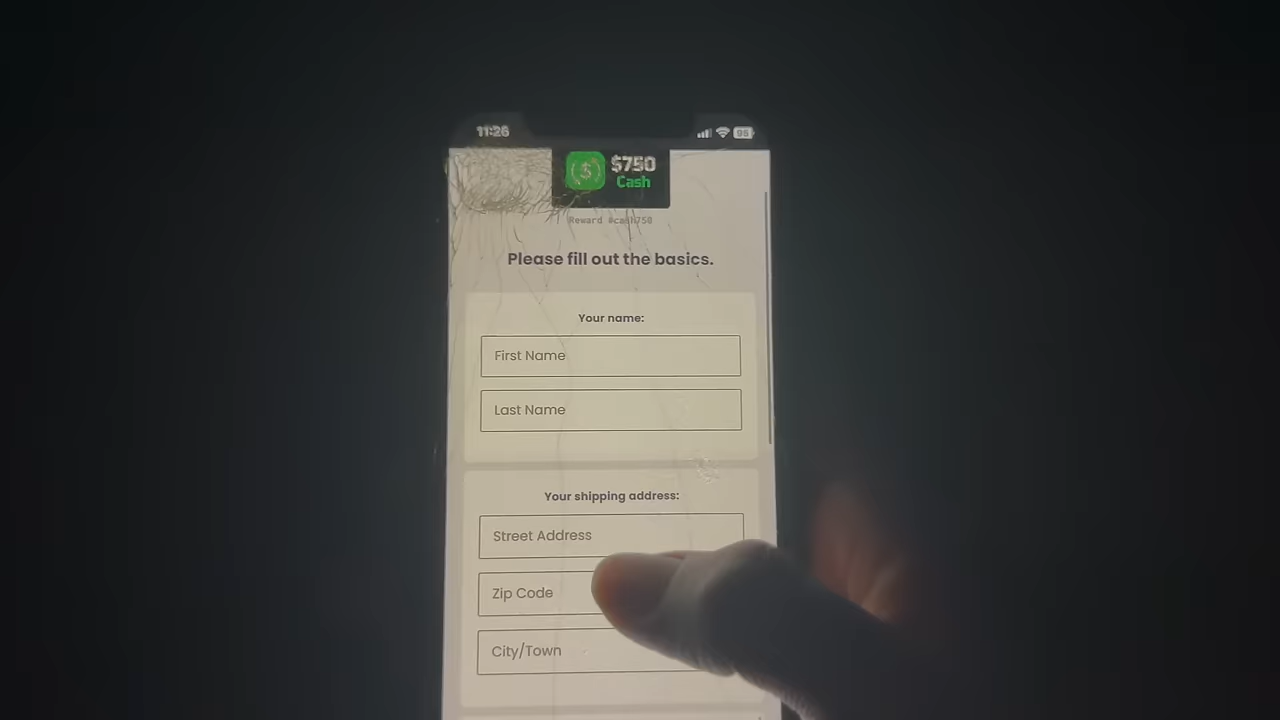 11:26
95
$750
Cash
Reward #cash750
Please fill out the basics.
Your name:
First Name
Last Name
Your shipping address:
Street Address
Zip Code
City/Town